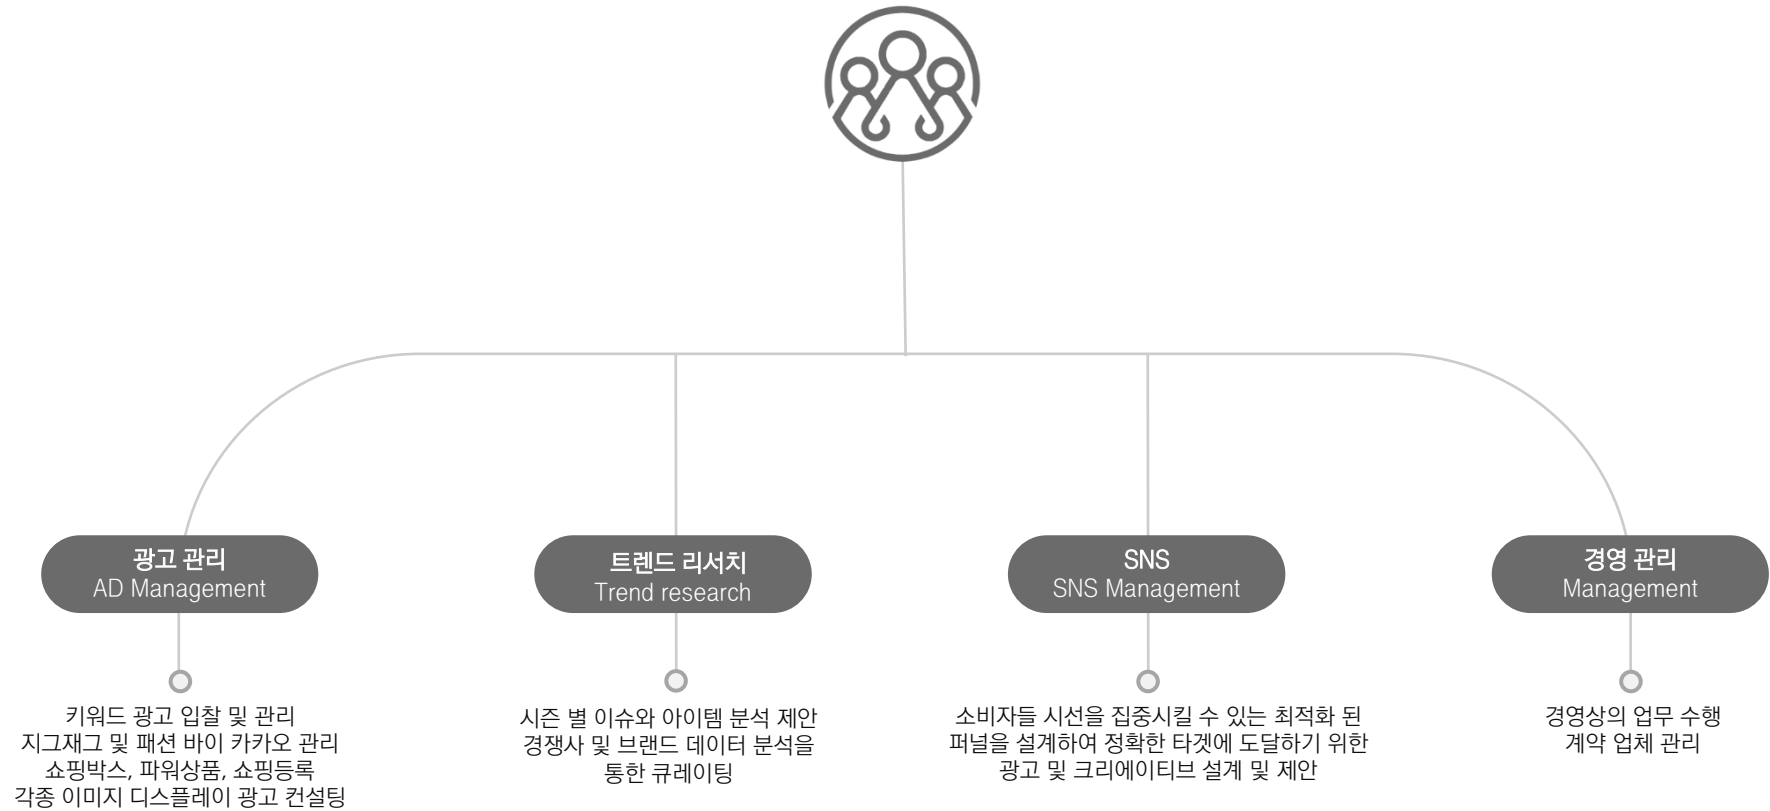 광고 관리
AD Management
키워드 광고 입찰 및 관리
지그재그 및 패션 바이 카카오 관리
쇼핑박스, 파워상품, 쇼핑등록
각종 이미지 디스플레이 광고 컨설팅
트렌드 리서치
Trend research
시즌 별 이슈와 아이템 분석 제안
경쟁사 및 브랜드 데이터 분석을
통한 큐레이팅
SNS
SNS Management
소비자들 시선을 집중시킬 수 있는 최적화 된
퍼널을 설계하여 정확한 타겟에 도달하기 위한
광고 및 크리에이티브 설계 및 제안
경영 관리
Management
경영상의 업무 수행
계약 업체 관리